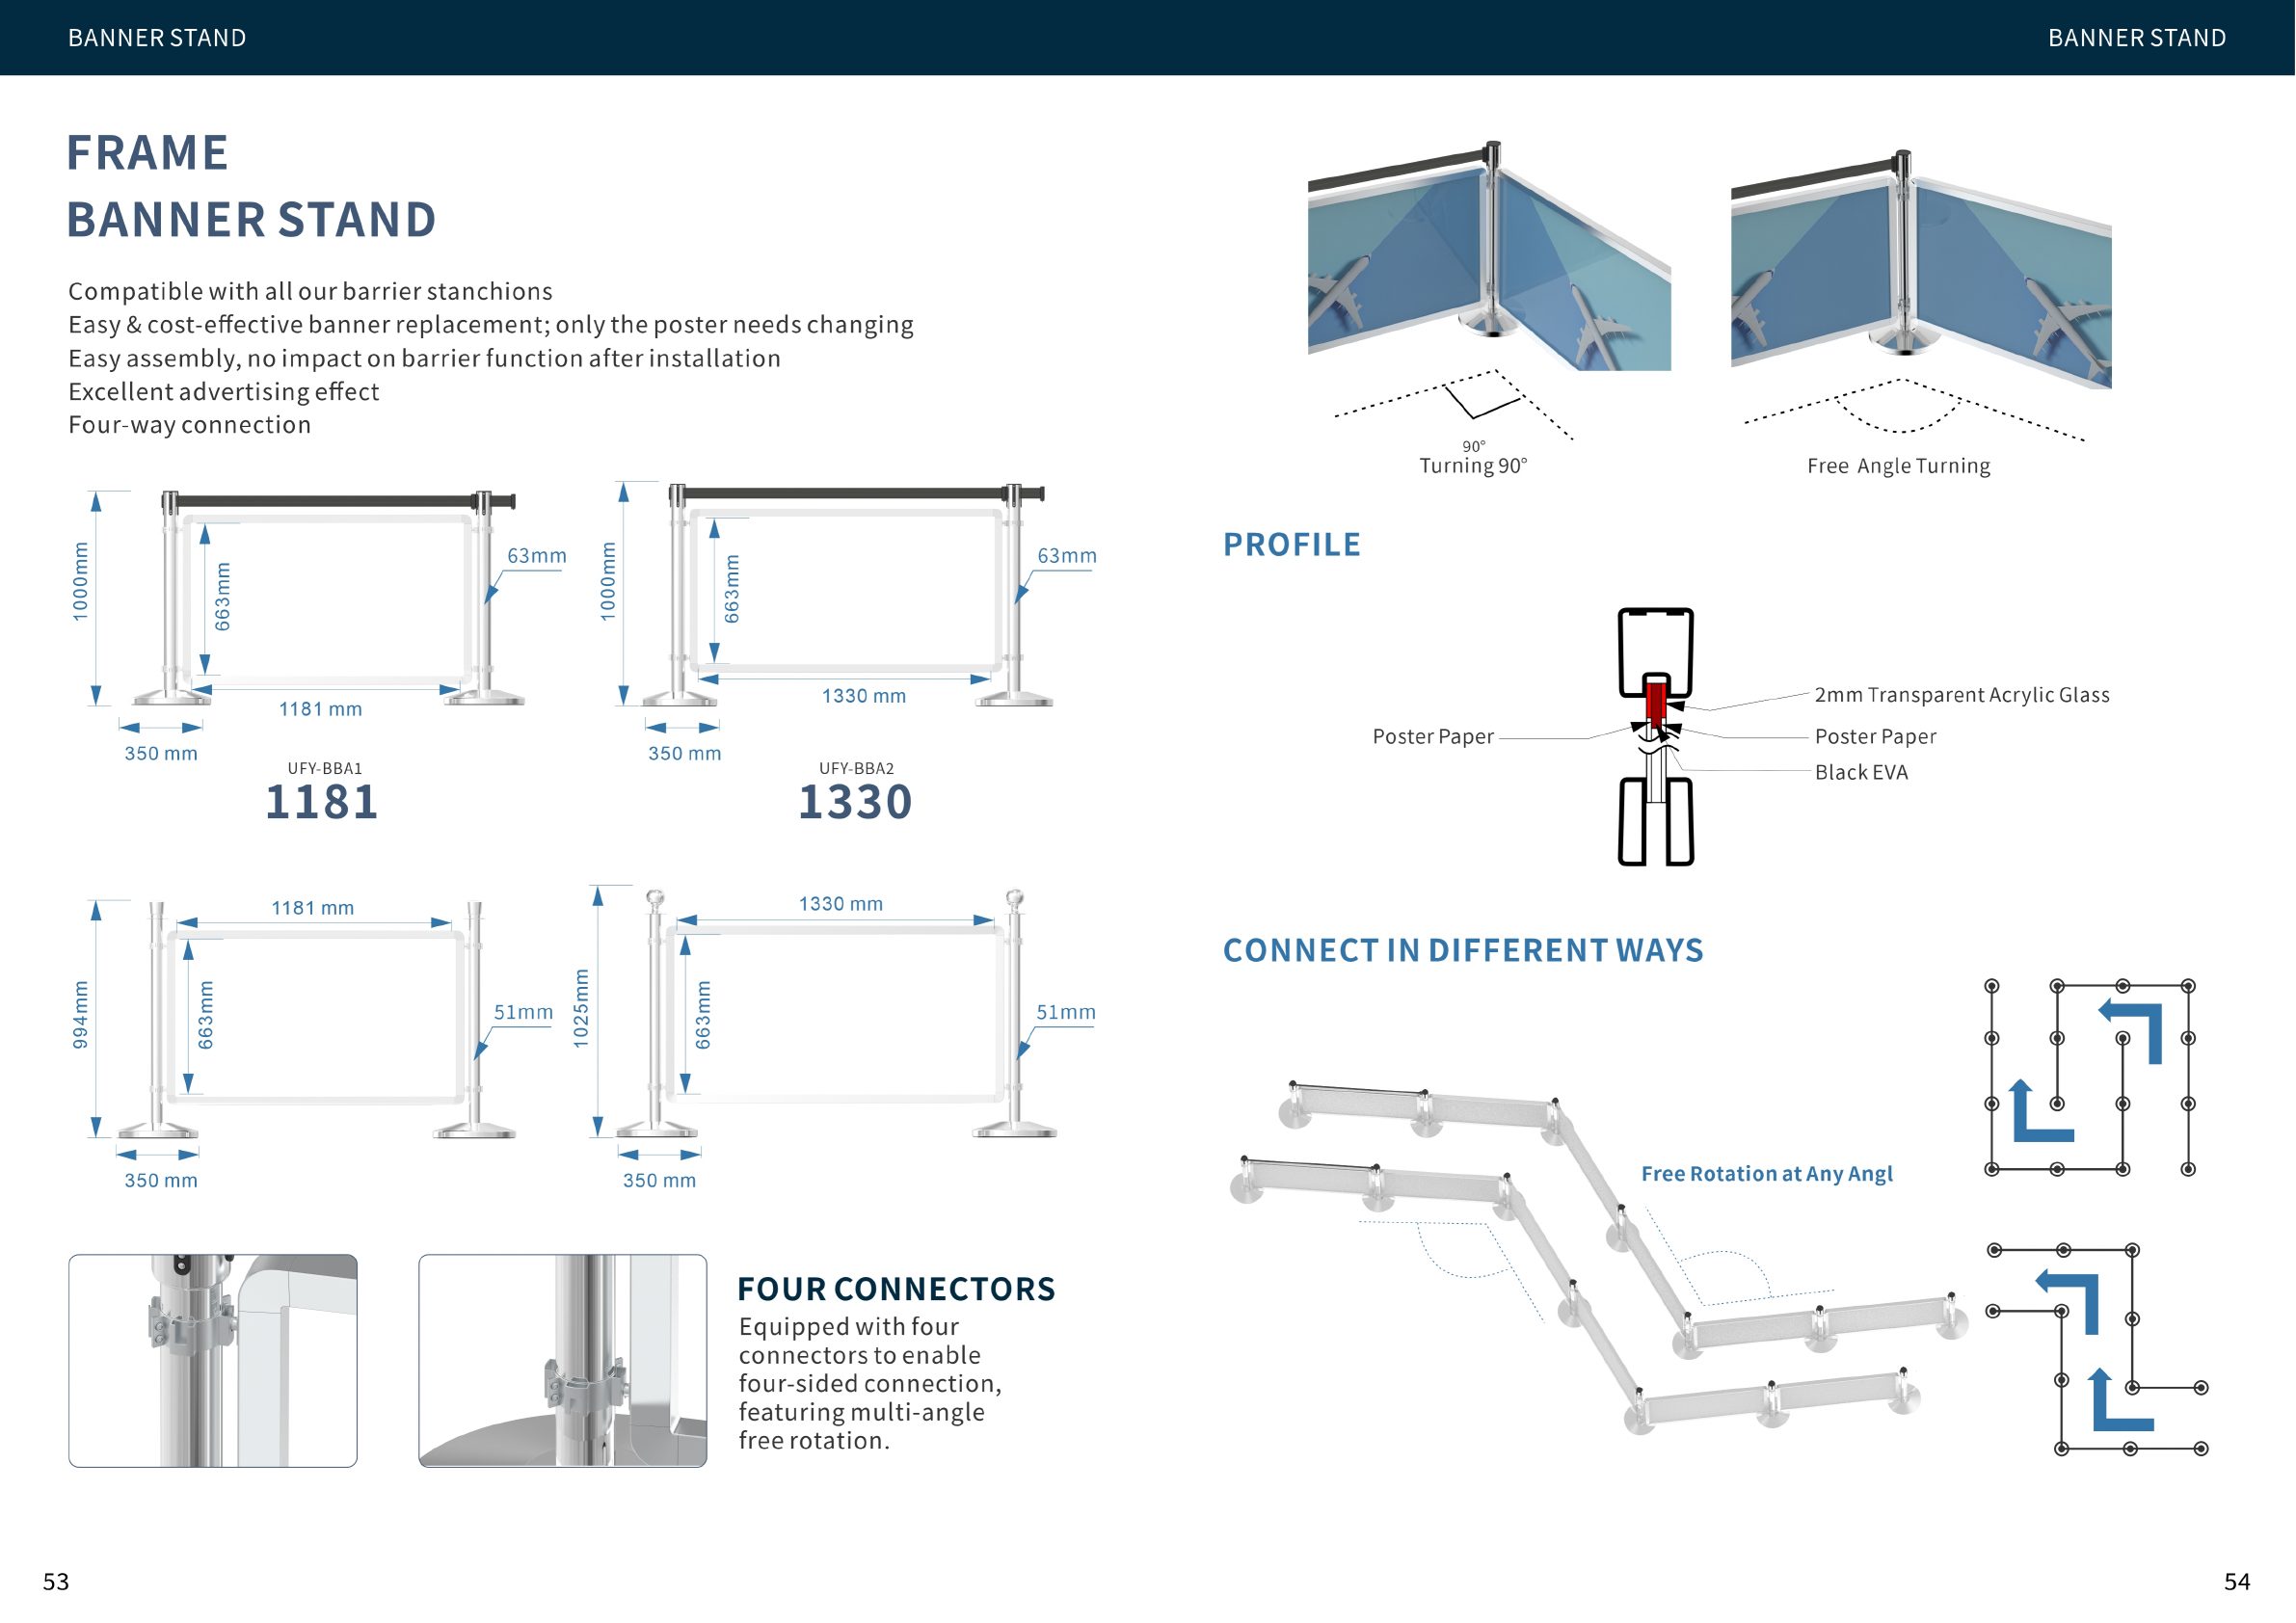 BANNER STAND
BANNER STAND
FRAME
BANNER STAND
Compatible with all our barrier stanchions
Easy & cost-effective banner replacement; only the poster needs changing
Easy assembly, no impact on barrier function after installation
Excellent advertising effect
Four-way connection
1000mm
663mm
63mm
1181 mm
350 mm
UFY-BBA1
1181
1000mm
663mm
63mm
1330 mm
350 mm
UFY-BBA2
1330
994mm
1181 mm
663mm
51mm
350 mm
1025mm
1330 mm
663mm
51mm
350 mm
FOUR CONNECTORS
Equipped with four
connectors to enable
four-sided connection,
featuring multi-angle
free rotation.
53
90°
Turning 90°
Free Angle Turning
PROFILE
2mm Transparent Acrylic Glass
Poster Paper
Poster Paper
Black EVA
CONNECT IN DIFFERENT WAYS
Free Rotation at Any Angl
54